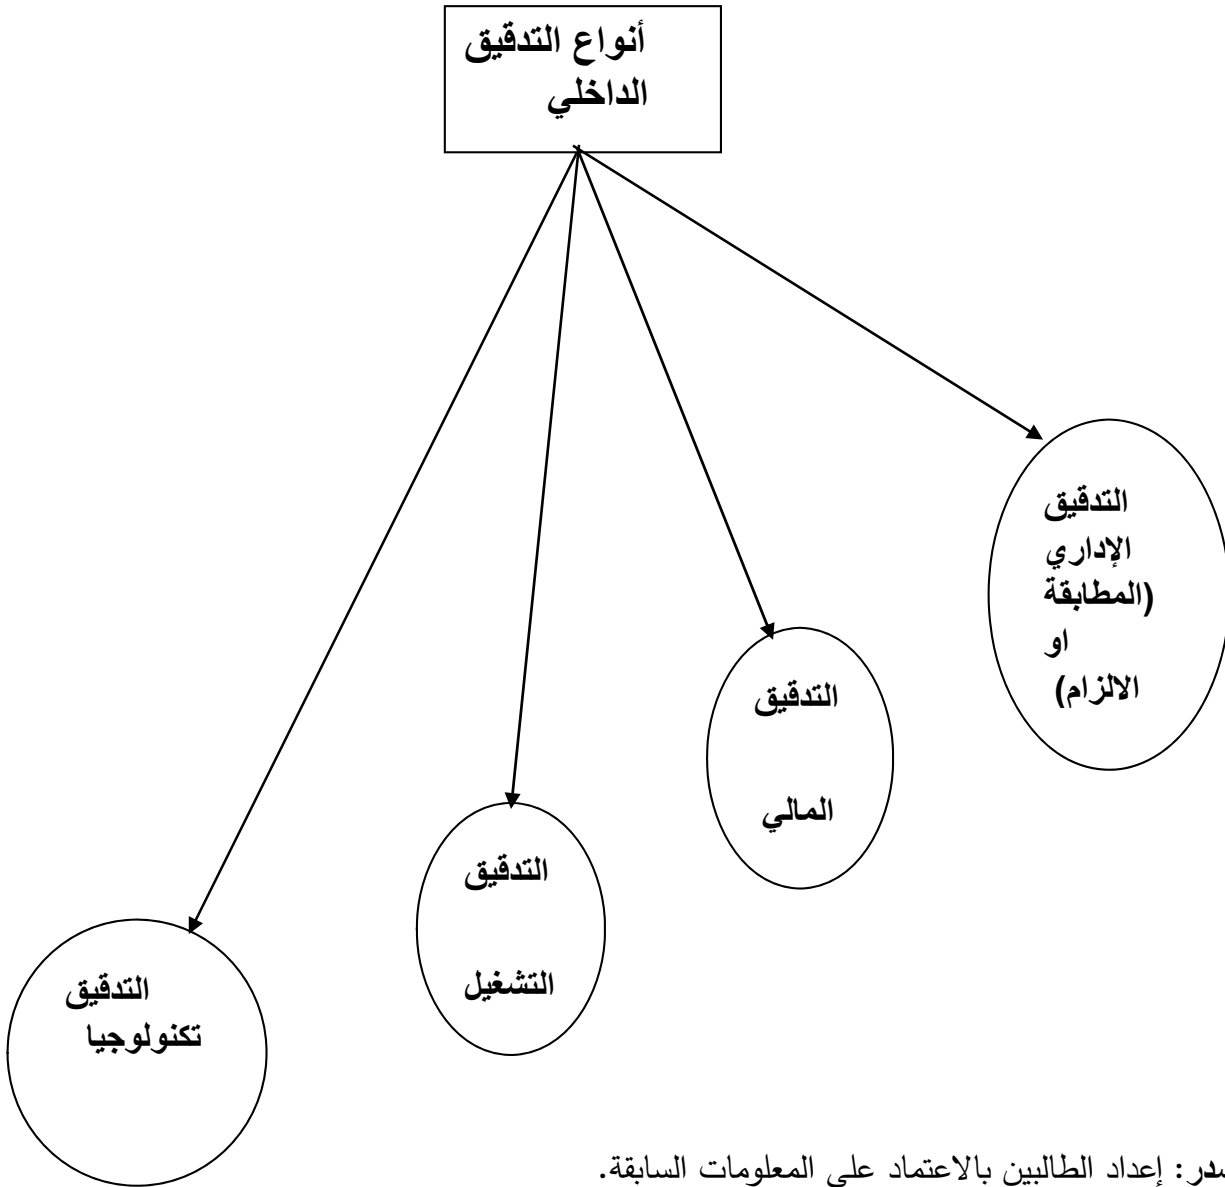 أنواع التدقيق
الداخلي
التدقيق
الإداري
(المطابقة
او
الالزام)
التدقيق
المالي
التدقيق
التشغيل
التدقيق
تكنولوجيا
إعداد الطالبين بالاعتماد على المعلومات السابقة.